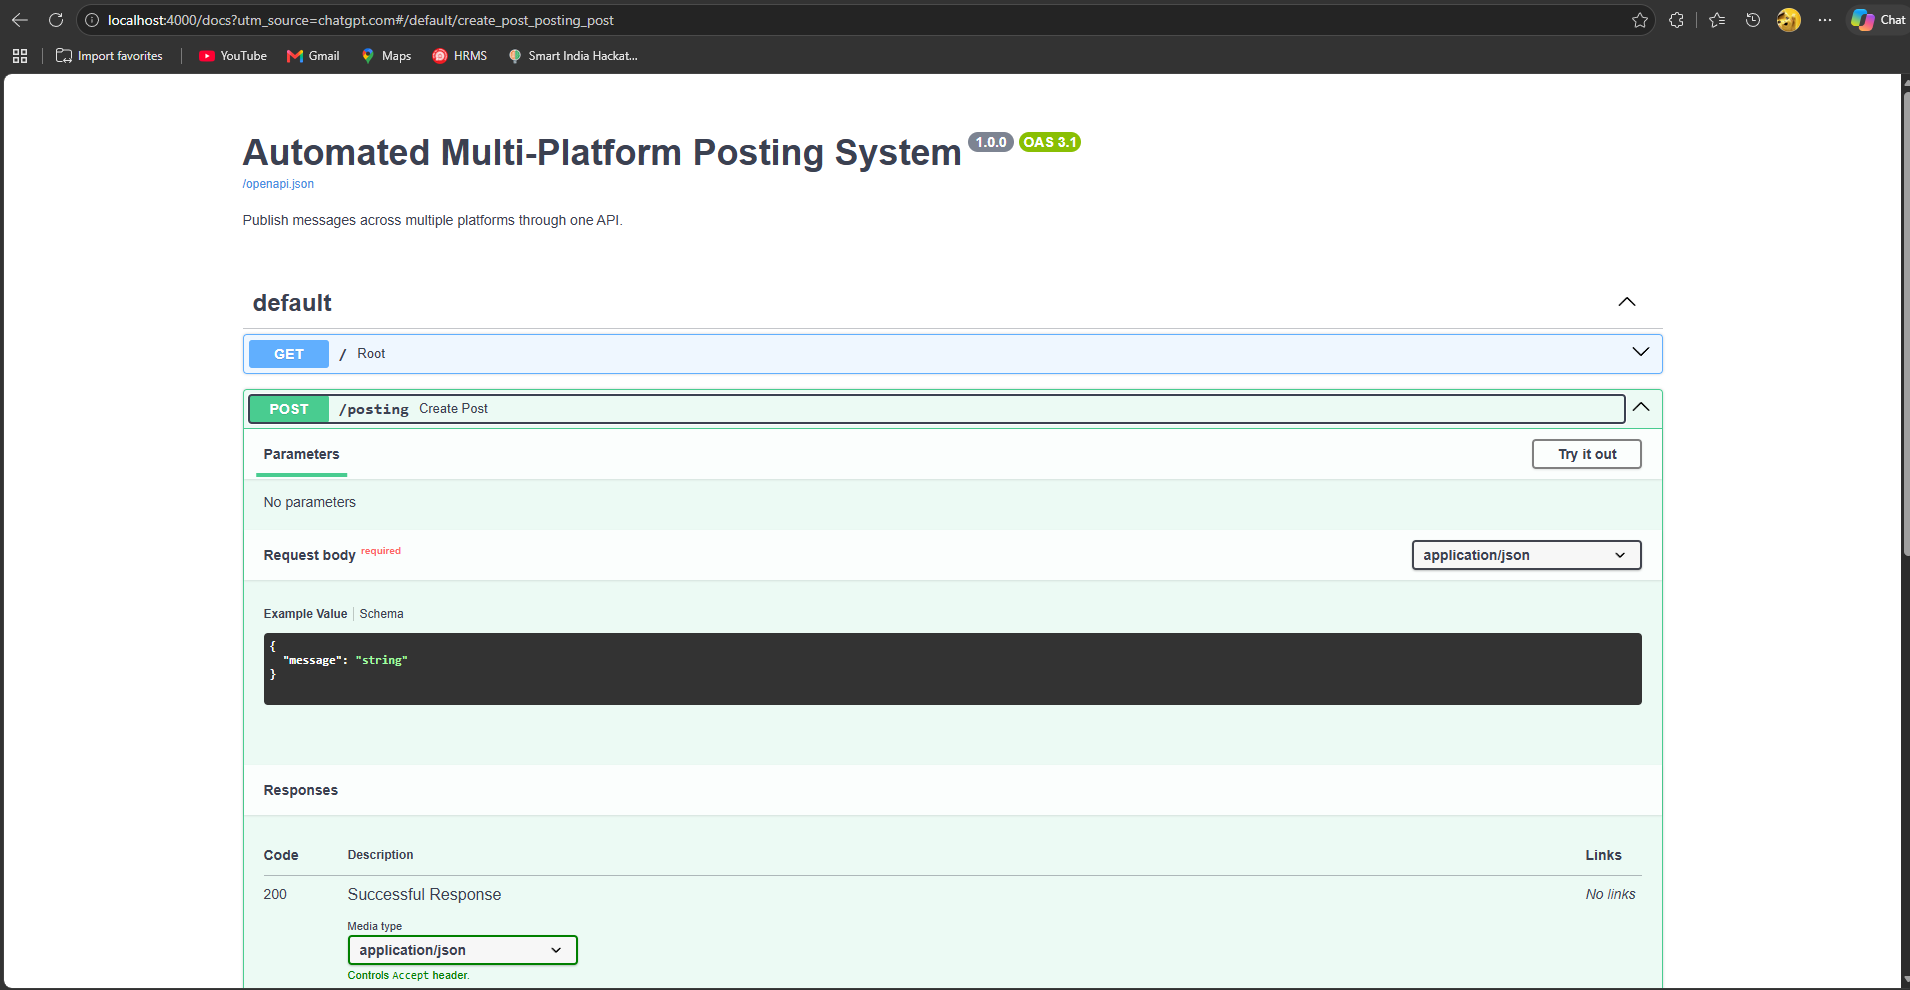 localhost:4000/docs?utm_source=chatgpt.com#/default/create_post_posting_post
Chat
Import favorites
YouTube
Gmail
Maps
HRMS
Smart India Hackat...
Automated Multi-Platform Posting System 1.0.0 OAS 3.1
/openapi.json
Publish messages across multiple platforms through one API.
default
GET / Root
POST /posting Create Post
Parameters
Try it out
No parameters
Request body required
application/json
Example Value Schema
{
"message": "string"
}
Responses
Code Description Links
200 Successful Response No links
Media type
application/json
Controls Accept header.